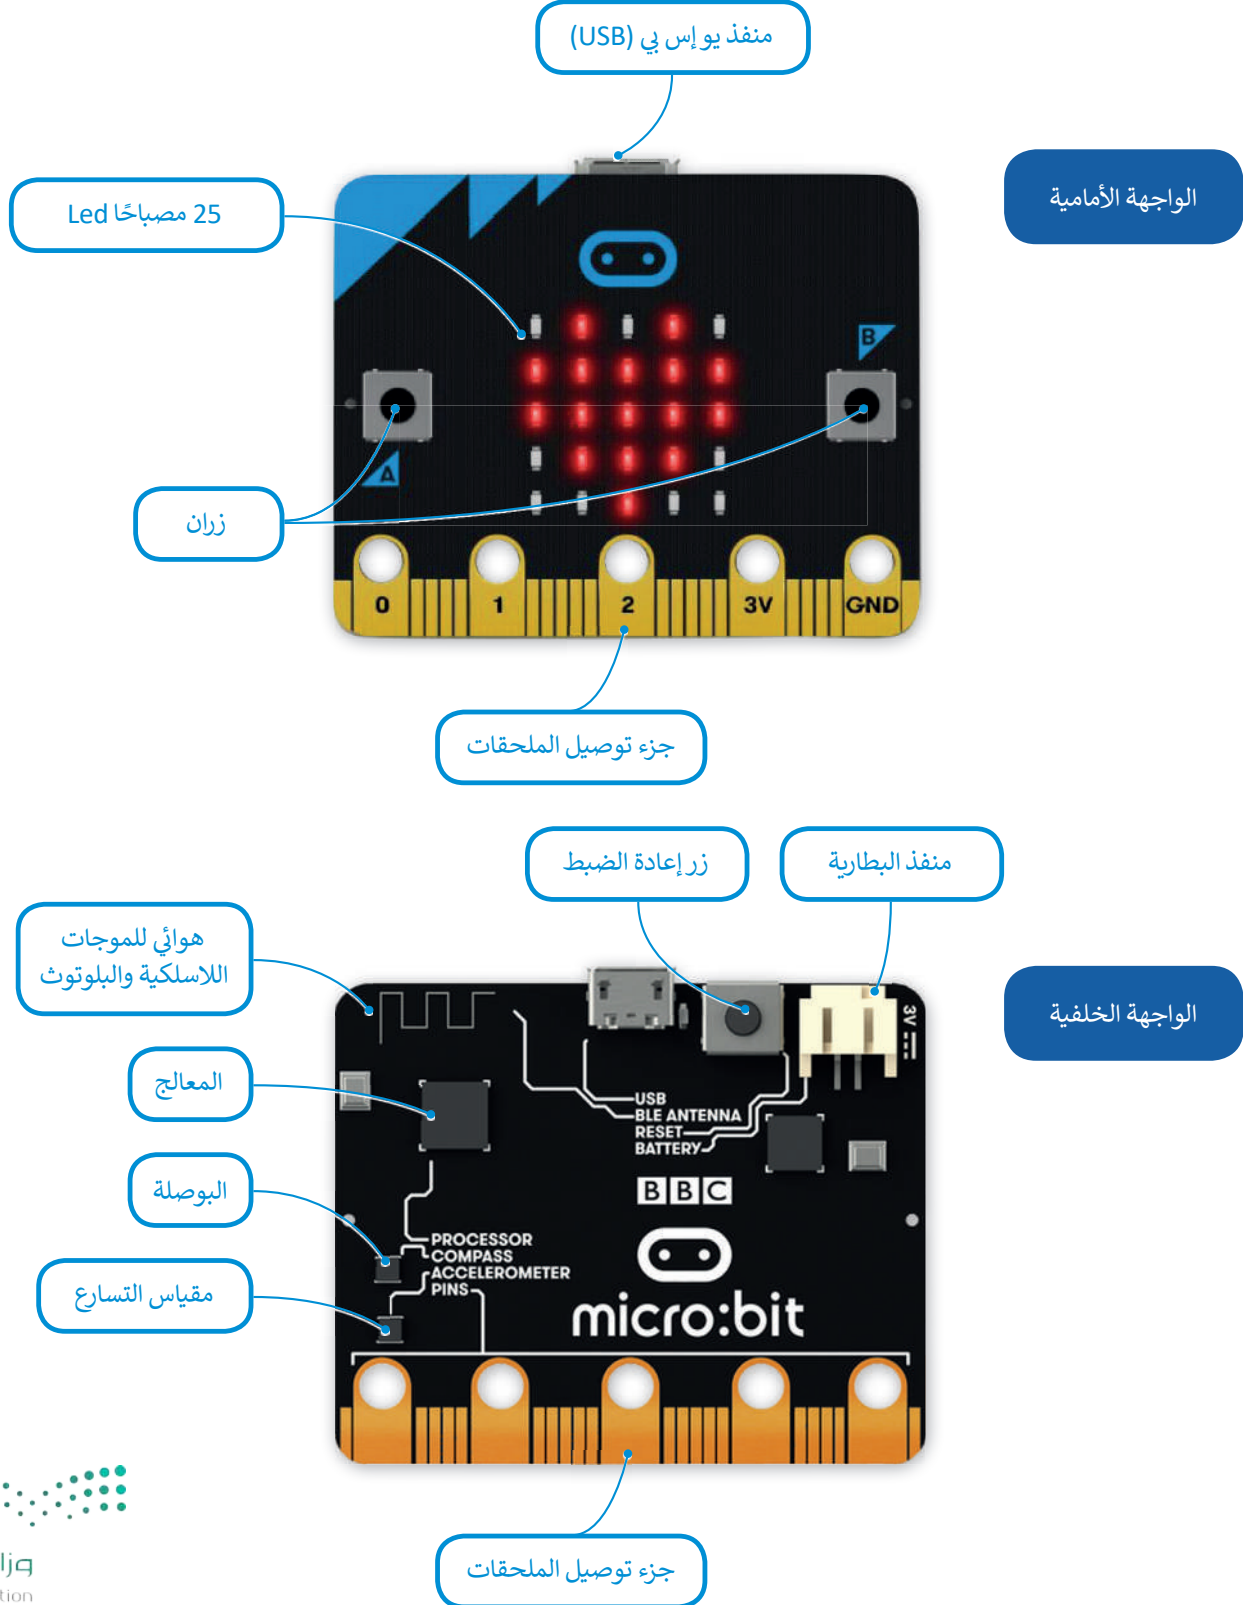 منفذ يو إس بي (USB)
الواجهة الأمامية
25 مصباحًا Led
B
A
زران
0 1 2 3V GND
جزء توصيل الملحقات
منفذ البطارية
زر إعادة الضبط
هوائي للموجات
اللاسلكية والبلوتوث
الواجهة الخلفية
3V
المعالج
USB
BLE ANTENNA
RESET
BATTERY
البوصلة
BBC
PROCESSOR
COMPASS
ACCELEROMETER
PINS
مقياس التسارع
micro:bit
جزء توصيل الملحقات